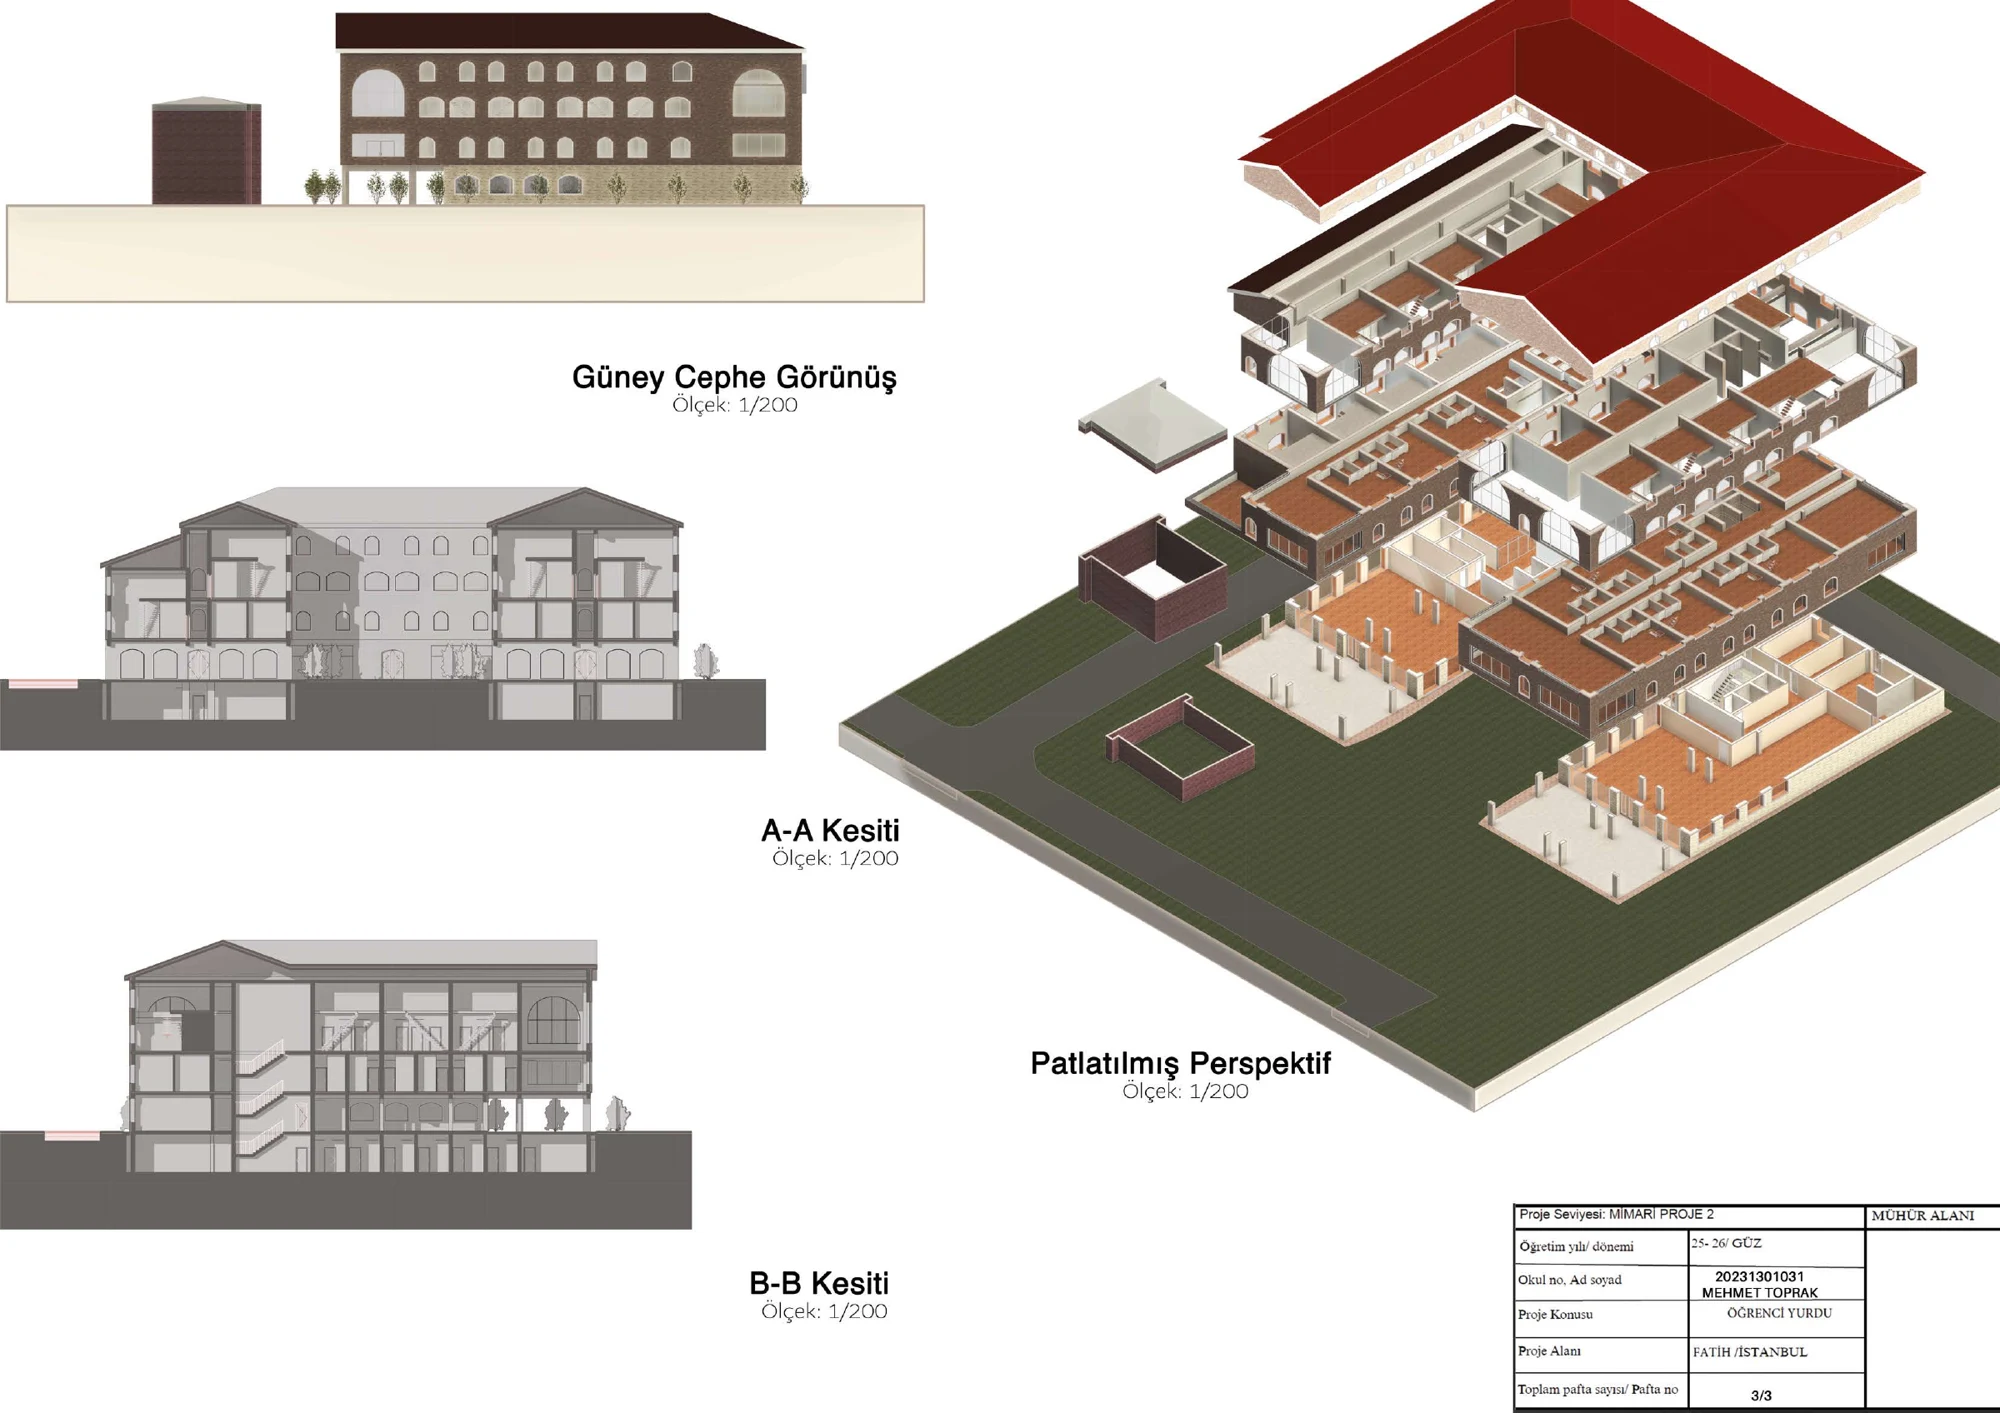 Güney Cephe Görünüş
Ölçek: 1/200
A-A Kesiti
Ölçek: 1/200
Patlatılmış Perspektif
Ölçek: 1/200
B-B Kesiti
Ölçek: 1/200
Proje Seviyesi: MİMARİ PROJE 2
MÜHÜR ALANI
Öğretim yılı/ dönemi
25- 26/ GÜZ
Okul no, Ad soyad
20231301031
MEHMET TOPRAK
Proje Konusu
ÖĞRENCİ YURDU
Proje Alanı
FATİH /İSTANBUL
Toplam pafta sayısı/ Pafta no
3/3